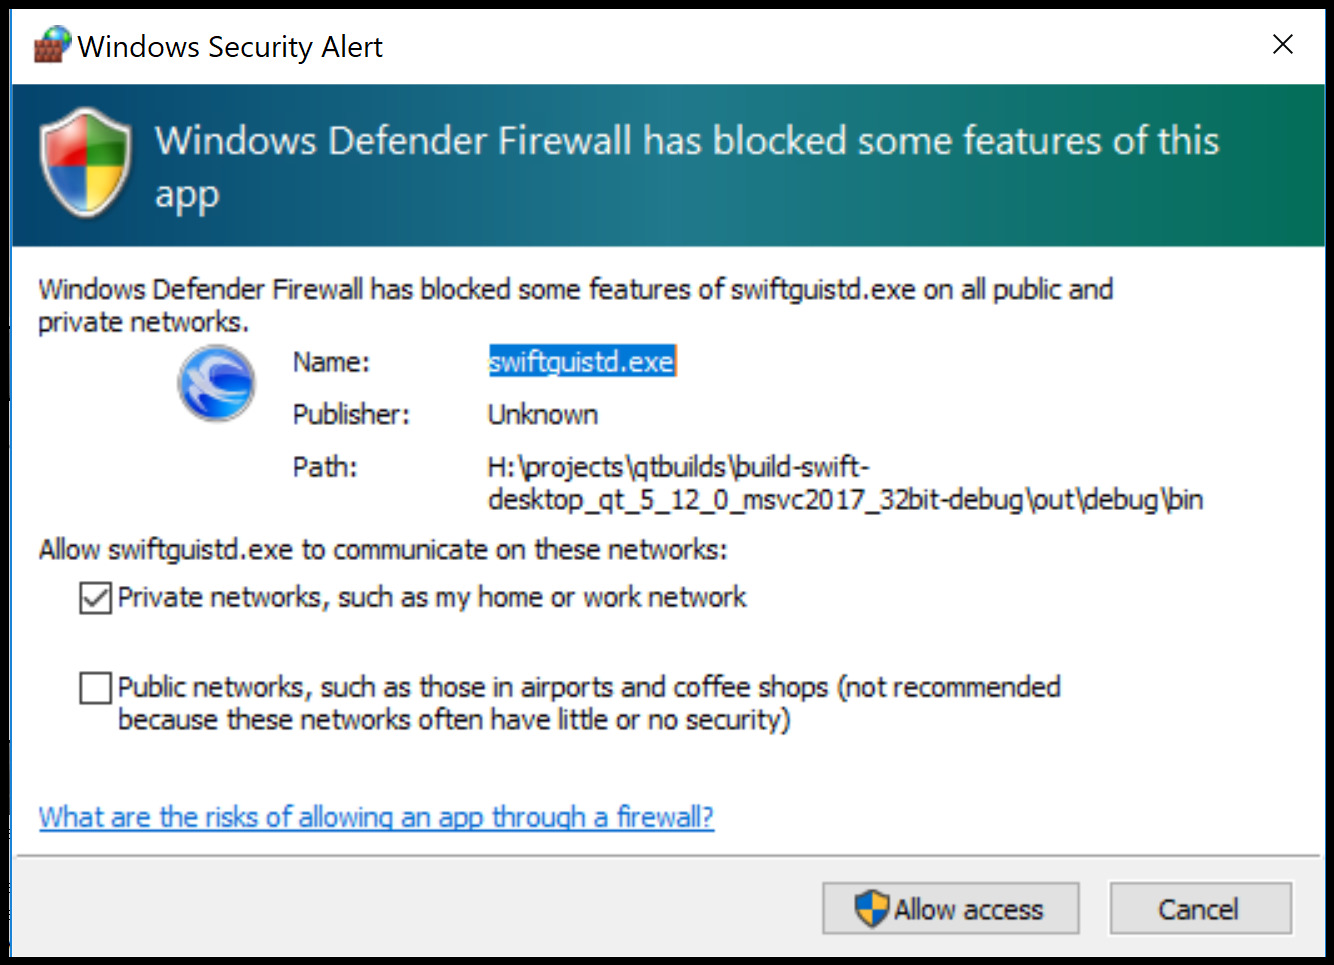 Windows Security Alert
Windows Defender Firewall has blocked some features of this
app
Windows Defender Firewall has blocked some features of swiftguistd.exe on all public and
private networks.
Name: swiftguistd.exe
Publisher: Unknown
Path: H:\projects\qtbuilds\build-swift-
desktop_qt_5_12_0_msvc2017_32bit-debug\out\debug\bin
Allow swiftguistd.exe to communicate on these networks:
Private networks, such as my home or work network
Public networks, such as those in airports and coffee shops (not recommended
because these networks often have little or no security)
What are the risks of allowing an app through a firewall?
Allow access Cancel